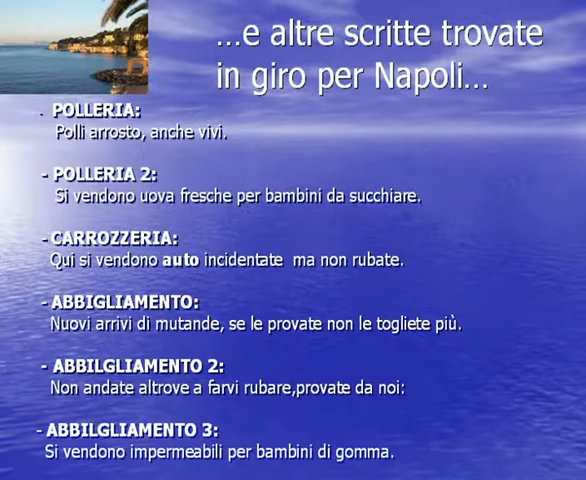 ...e altre scritte trovate
in giro per Napoli...
- POLLERIA:
Polli arrosto, anche vivi.
- POLLERIA 2:
Si vendono uova fresche per bambini da succhiare.
- CARROZZERIA:
Qui si vendono auto incidentate ma non rubate.
- ABBIGLIAMENTO:
Nuovi arrivi di mutande, se le provate non le togliete più.
- ABBILGLIAMENTO 2:
Non andate altrove a farvi rubare,provate da noi:
- ABBILGLIAMENTO 3:
Si vendono impermeabili per bambini di gomma.